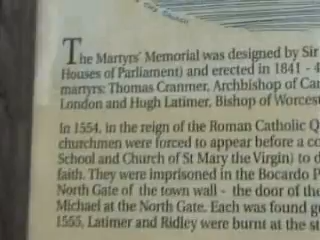 CITY CHURCH
The Martyrs' Memorial was designed by Sir
Houses of Parliament) and erected in 1841 - 4
martyrs: Thomas Cranmer, Archbishop of Ca
London and Hugh Latimer, Bishop of Worcest
In 1554, in the reign of the Roman Catholic Q
churchmen were forced to appear before a co
School and Church of St Mary the Virgin) to d
faith. They were imprisoned in the Bocardo P
North Gate of the town wall - the door of the
Michael at the North Gate. Each was found g
1555, Latimer and Ridley were burnt at the st